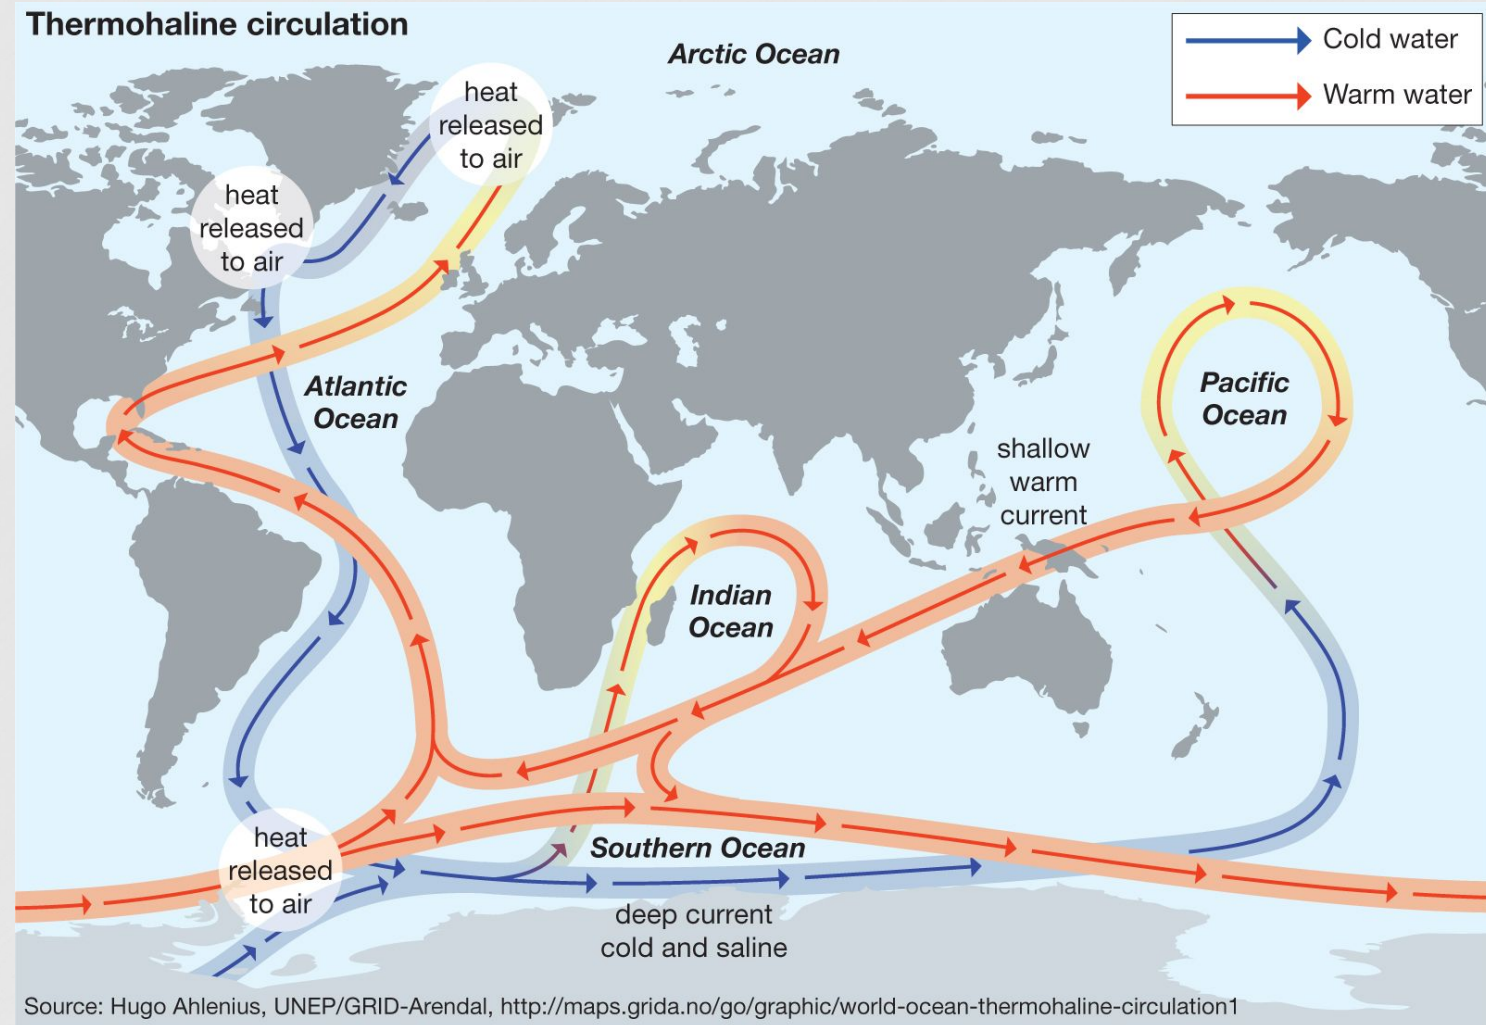 Thermohaline circulation
Arctic Ocean
Cold water
Warm water
heat
released
to air
heat
released
to air
Atlantic
Ocean
Pacific
Ocean
shallow
warm
current
Indian
Ocean
heat
released
to air
Southern Ocean
deep current
cold and saline
Source: Hugo Ahlenius, UNEP/GRID-Arendal, http://maps.grida.no/go/graphic/world-ocean-thermohaline-circulation1